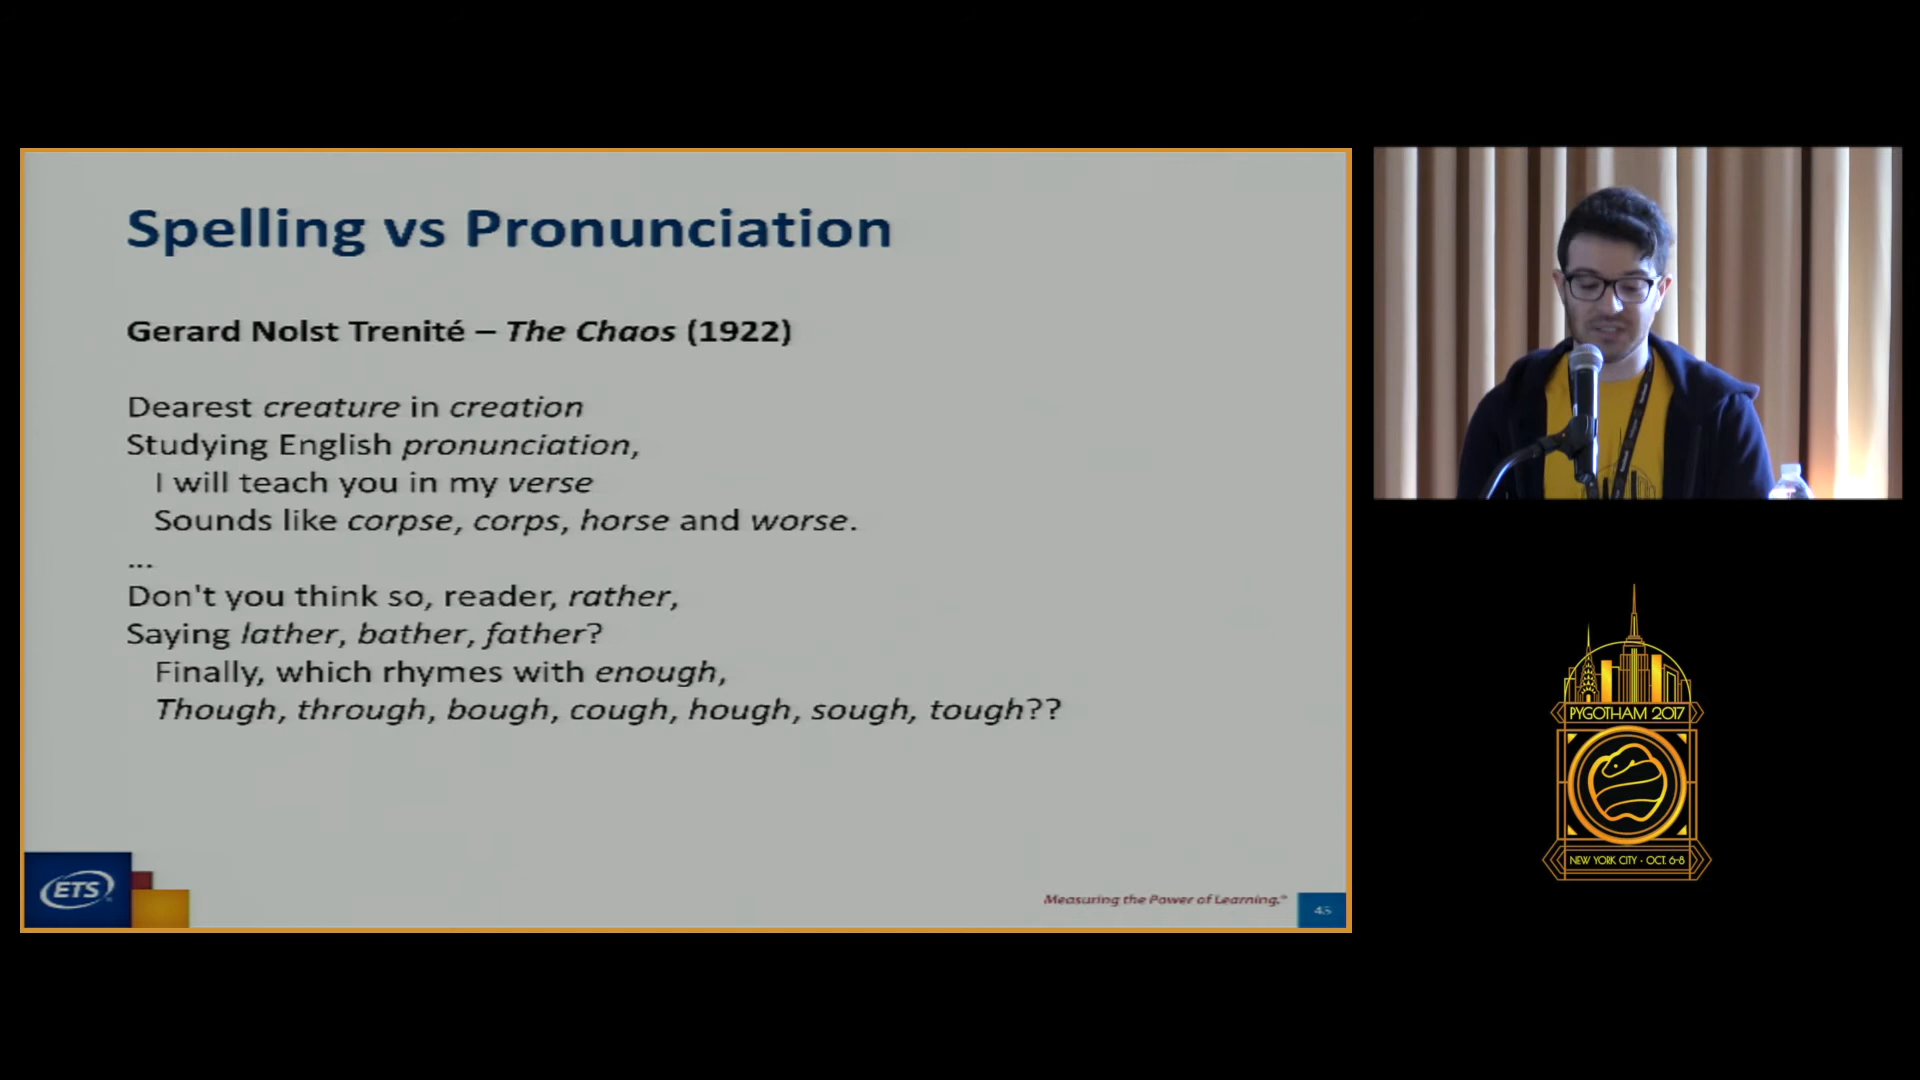 Spelling vs Pronunciation
Gerard Nolst Trenité – The Chaos (1922)
Dearest creature in creation
Studying English pronunciation,
I will teach you in my verse
Sounds like corpse, corps, horse and worse.
...
Don't you think so, reader, rather,
Saying lather, bather, father?
Finally, which rhymes with enough,
Though, through, bough, cough, hough, sough, tough??
ETS
Measuring the Power of Learning.™
45
PYGOTHAM 2017
NEW YORK CITY • OCT. 6-8